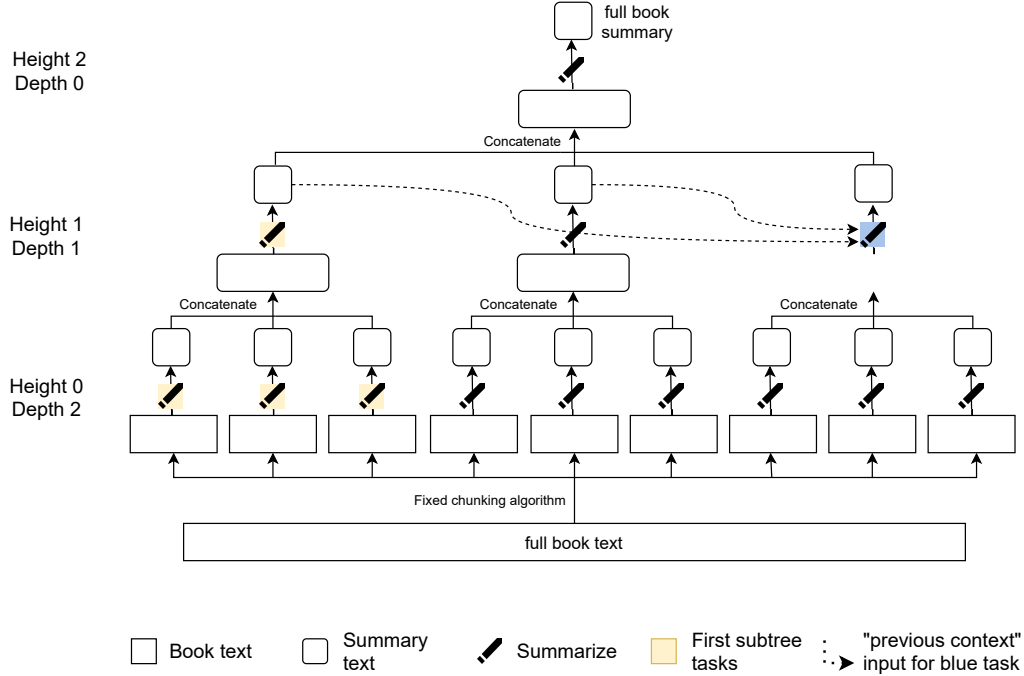 full book
summary
Height 2
Depth 0
Concatenate
Height 1
Depth 1
Concatenate
Concatenate
Concatenate
Height 0
Depth 2
Fixed chunking algorithm
full book text
Book text
Summary
text
Summarize
First subtree
tasks
"previous context"
input for blue task